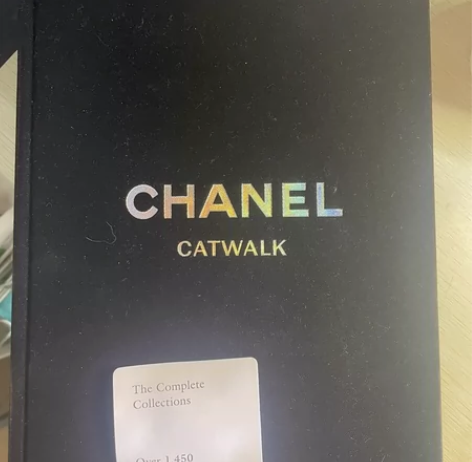 CHANEL
CATWALK
The Complete
Collections
Over 1,450